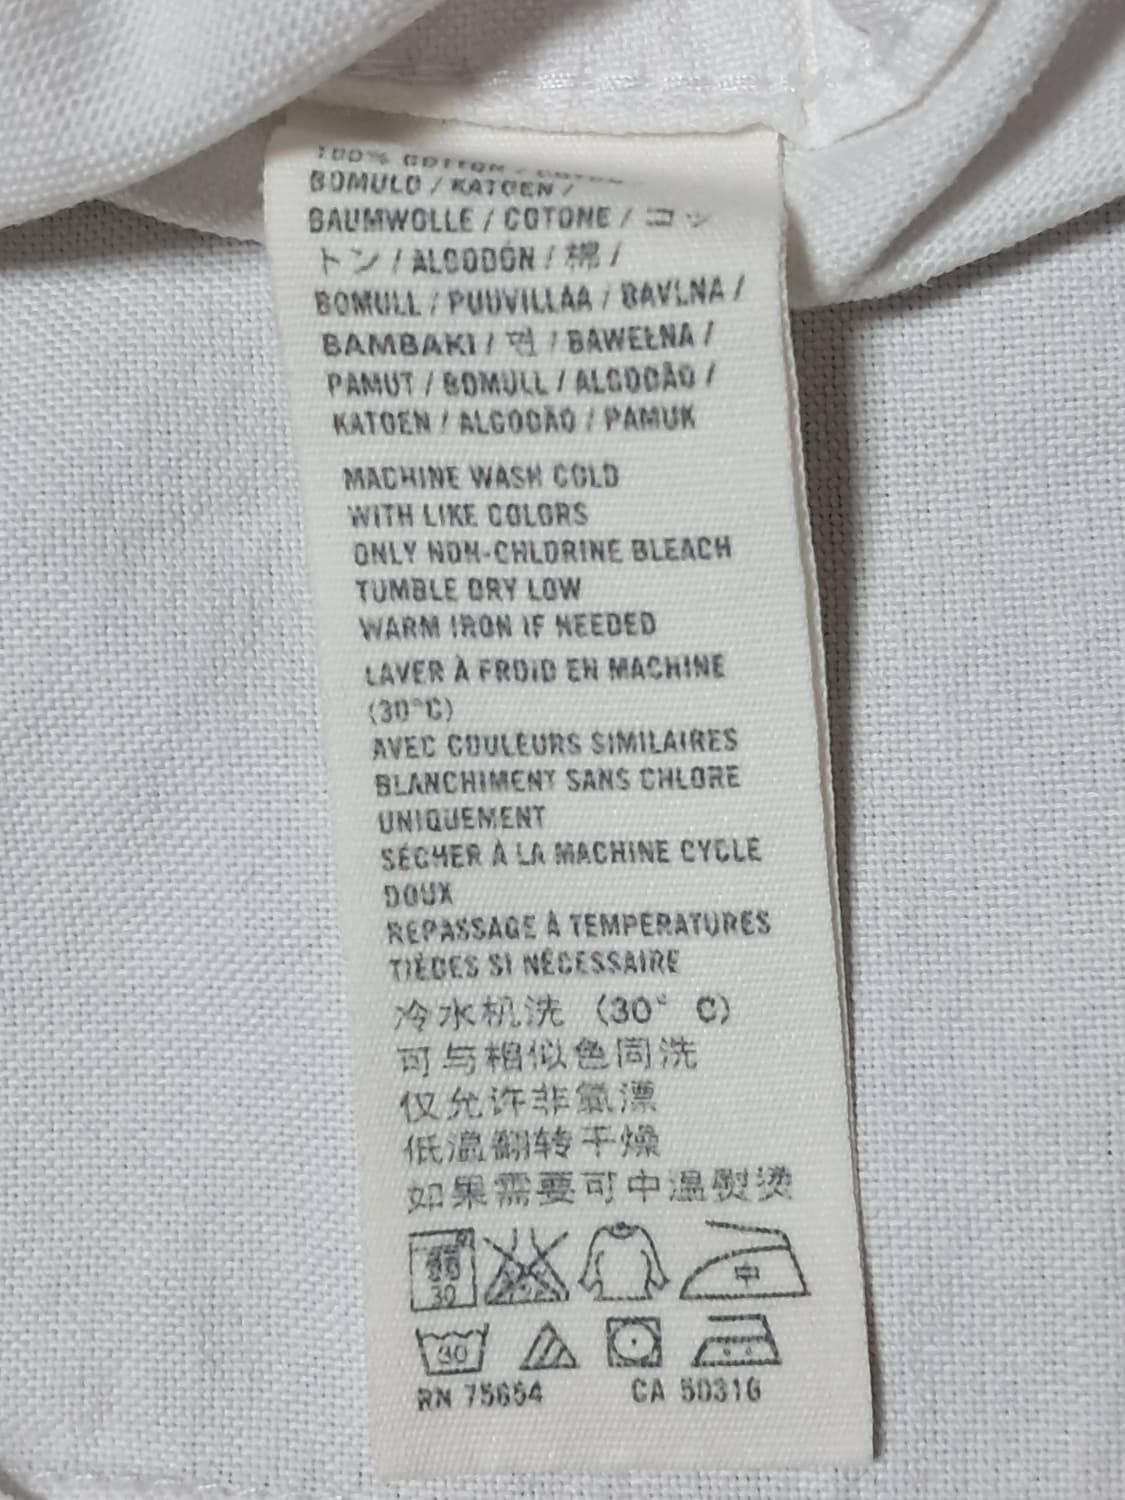 100% COTTON / COTON /
BOMULD / KATOEN /
BAUMWOLLE / COTONE / コッ
トン / ALGODÓN / 棉 /
BOMULL / PUUVILLAA / BAVLNA /
BAMBAKI / 면 / BAWEŁNA /
PAMUT / BOMULL / ALGODÃO /
KATOEN / ALGODÃO / PAMUK
MACHINE WASH COLD
WITH LIKE COLORS
ONLY NON-CHLORINE BLEACH
TUMBLE DRY LOW
WARM IRON IF NEEDED
LAVER À FROID EN MACHINE
(30°C)
AVEC COULEURS SIMILAIRES
BLANCHIMENT SANS CHLORE
UNIQUEMENT
SÉCHER À LA MACHINE CYCLE
DOUX
REPASSAGE À TEMPÉRATURES
TIÈDES SI NÉCESSAIRE
冷水机洗 (30° C)
可与相似色同洗
仅允许非氯漂
低温翻转干燥
如果需要可中温熨烫
30
中
30
RN 75654 CA 50316